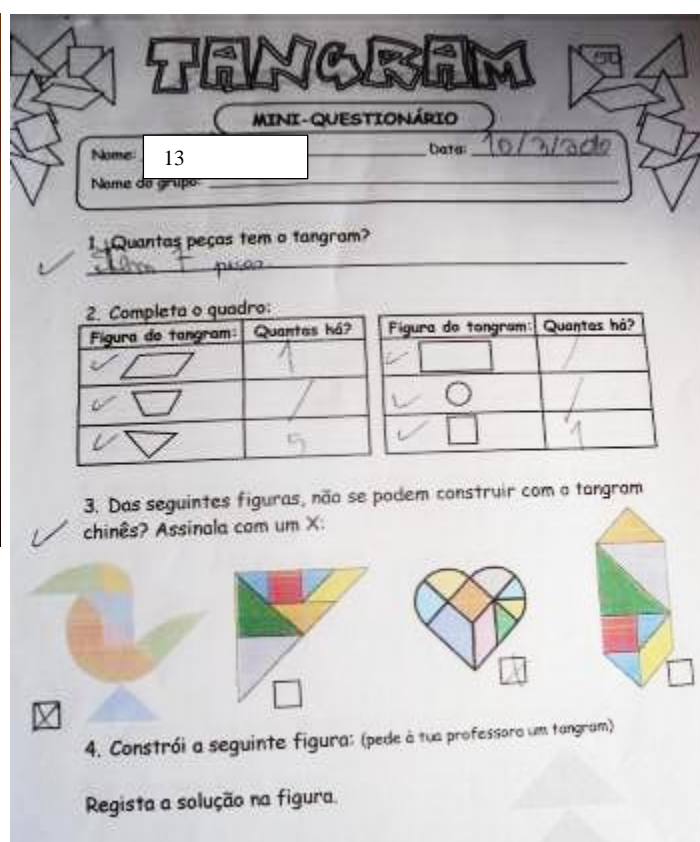 TANGRAM
MINI-QUESTIONÁRIO
Nome: 13 Data: 10/3/2010
Nome do grupo:
1. Quantas peças tem o tangram?
7 peças
2. Completa o quadro:
Figura do tangram: Quantas há? Figura do tangram: Quantas há?
1 /
/ /
5 1
3. Das seguintes figuras, não se podem construir com o tangram
chinês? Assinala com um X:
X
X
4. Constrói a seguinte figura: (pede à tua professora um tangram)
Regista a solução na figura.